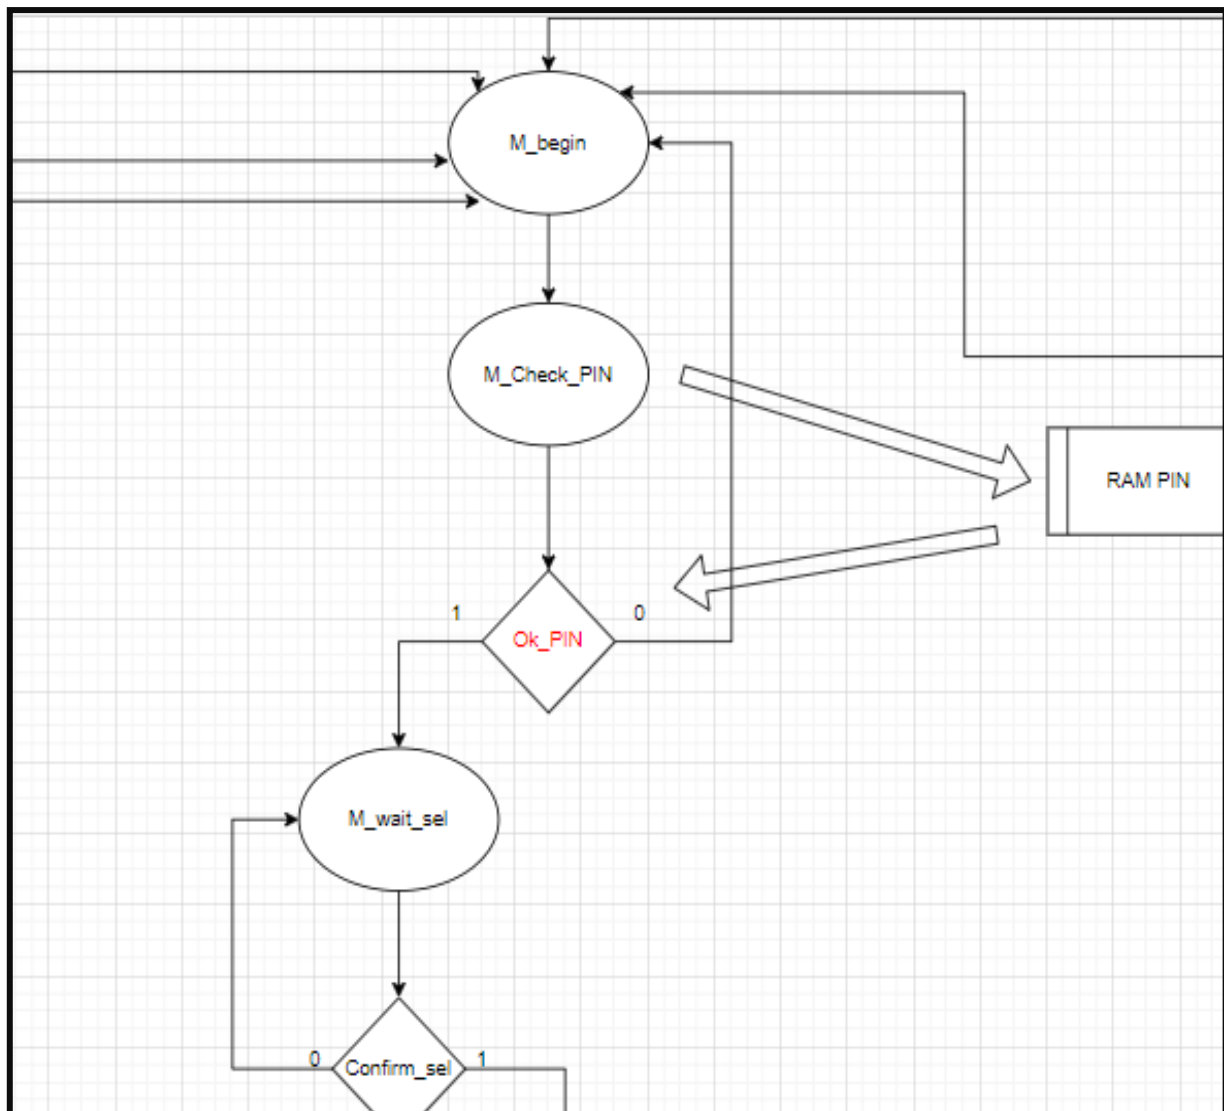 M_begin
M_Check_PIN
RAM PIN
1
0
Ok_PIN
M_wait_sel
0
Confirm_sel
1